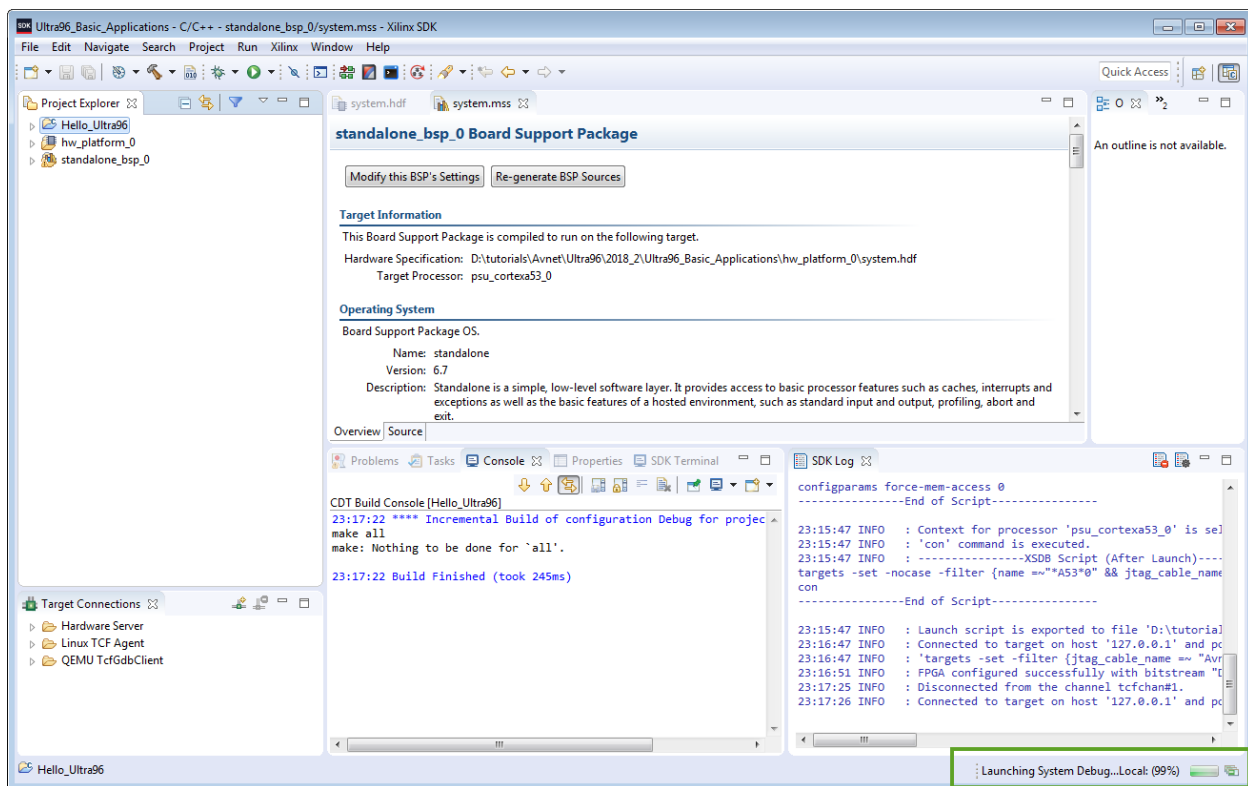 Ultra96_Basic_Applications - C/C++ - standalone_bsp_0/system.mss - Xilinx SDK
File Edit Navigate Search Project Run Xilinx Window Help
Quick Access
Project Explorer
Hello_Ultra96
hw_platform_0
standalone_bsp_0
system.hdf system.mss
standalone_bsp_0 Board Support Package
Modify this BSP's Settings Re-generate BSP Sources
Target Information
This Board Support Package is compiled to run on the following target.
Hardware Specification: D:\tutorials\Avnet\Ultra96\2018_2\Ultra96_Basic_Applications\hw_platform_0\system.hdf
Target Processor: psu_cortexa53_0
Operating System
Board Support Package OS.
Name: standalone
Version: 6.7
Description: Standalone is a simple, low-level software layer. It provides access to basic processor features such as caches, interrupts and
exceptions as well as the basic features of a hosted environment, such as standard input and output, profiling, abort and
exit.
Overview Source
O
2
An outline is not available.
Problems Tasks Console Properties SDK Terminal
CDT Build Console [Hello_Ultra96]
23:17:22 **** Incremental Build of configuration Debug for projec
make all
make: Nothing to be done for `all'.
23:17:22 Build Finished (took 245ms)
SDK Log
configparams force-mem-access 0
----------------End of Script----------------
23:15:47 INFO : Context for processor 'psu_cortexa53_0' is sel
23:15:47 INFO : 'con' command is executed.
23:15:47 INFO : ----------------XSDB Script (After Launch)----
targets -set -nocase -filter {name =~"*A53*0" && jtag_cable_name
con
----------------End of Script----------------
23:15:47 INFO : Launch script is exported to file 'D:\tutorial
23:16:47 INFO : Connected to target on host '127.0.0.1' and po
23:16:47 INFO : 'targets -set -filter {jtag_cable_name =~ "Avr
23:16:51 INFO : FPGA configured successfully with bitstream "D
23:17:25 INFO : Disconnected from the channel tcfchan#1.
23:17:26 INFO : Connected to target on host '127.0.0.1' and po
Target Connections
Hardware Server
Linux TCF Agent
QEMU TcfGdbClient
Hello_Ultra96
Launching System Debug...Local: (99%)